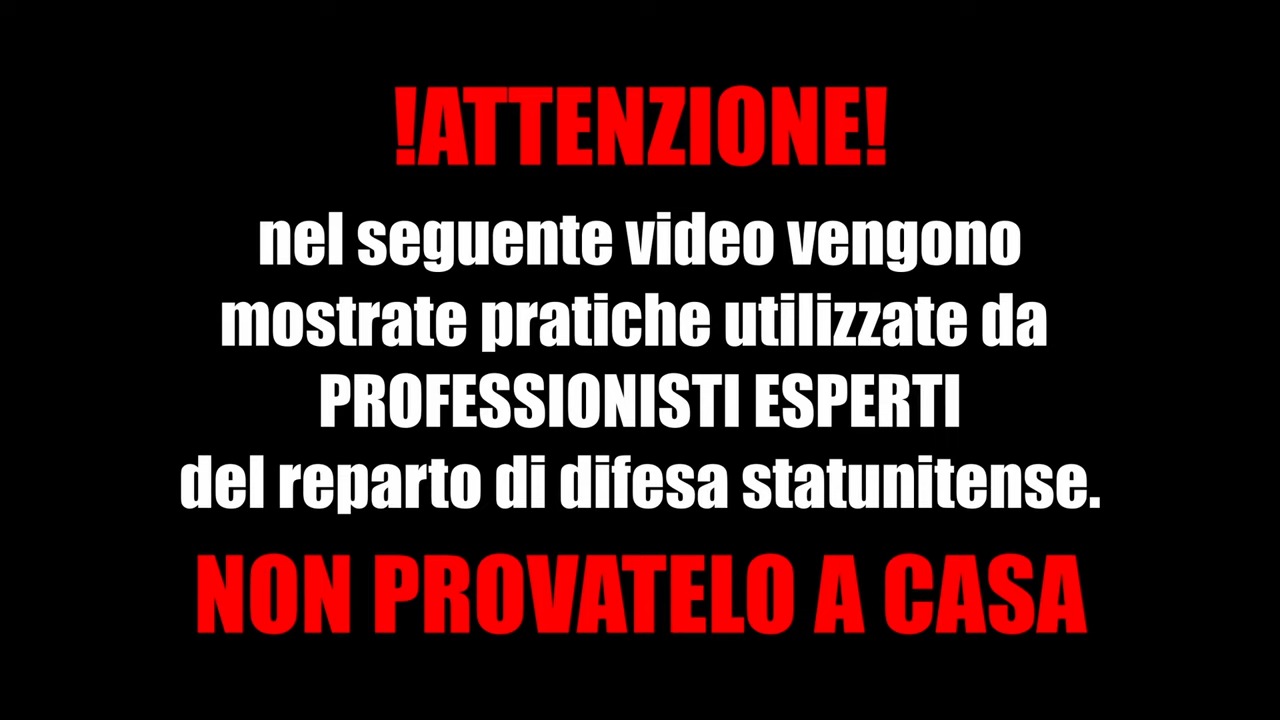 !ATTENZIONE!
nel seguente video vengono
mostrate pratiche utilizzate da
PROFESSIONISTI ESPERTI
del reparto di difesa statunitense.
NON PROVATELO A CASA